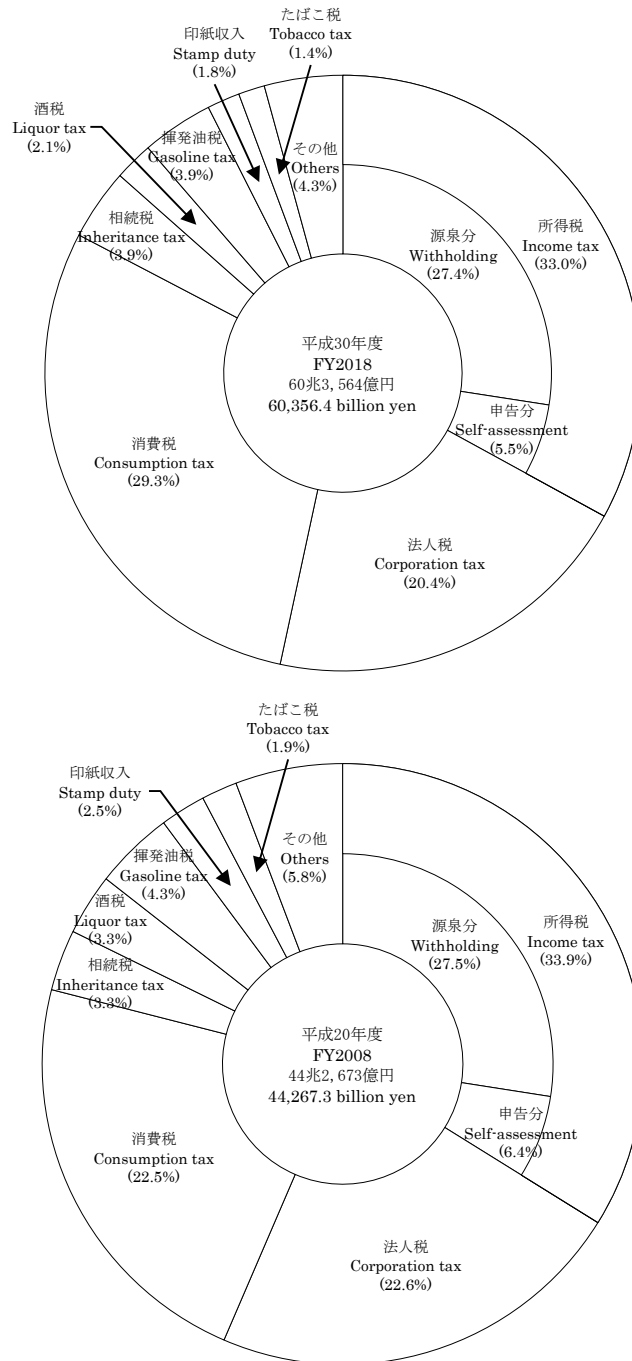 たばこ税
Tobacco tax
(1.4%)
印紙収入
Stamp duty
(1.8%)
酒税
Liquor tax
(2.1%)
揮発油税
Gasoline tax
(3.9%)
その他
Others
(4.3%)
相続税
Inheritance tax
(3.9%)
源泉分
Withholding
(27.4%)
所得税
Income tax
(33.0%)
平成30年度
FY2018
60兆3, 564億円
60,356.4 billion yen
申告分
Self-assessment
(5.5%)
消費税
Consumption tax
(29.3%)
法人税
Corporation tax
(20.4%)
たばこ税
Tobacco tax
(1.9%)
印紙収入
Stamp duty
(2.5%)
揮発油税
Gasoline tax
(4.3%)
その他
Others
(5.8%)
酒税
Liquor tax
(3.3%)
相続税
Inheritance tax
(3.3%)
源泉分
Withholding
(27.5%)
所得税
Income tax
(33.9%)
平成20年度
FY2008
44兆2, 673億円
44,267.3 billion yen
申告分
Self-assessment
(6.4%)
消費税
Consumption tax
(22.5%)
法人税
Corporation tax
(22.6%)